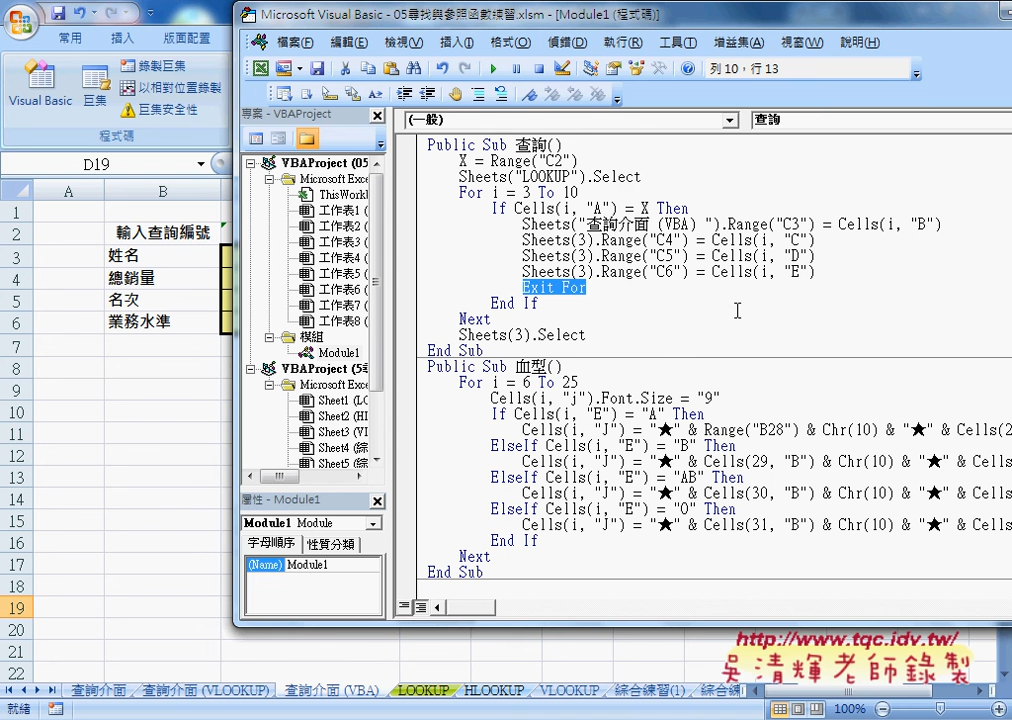 Microsoft Visual Basic - 05尋找與參照函數練習.xlsm - [Module1 (程式碼)]
常用 插入 版面配置
檔案(F) 編輯(E) 檢視(V) 插入(I) 格式(O) 偵錯(D) 執行(R) 工具(T) 增益集(A) 視窗(W) 說明(H)
列 10，行 13
Visual Basic 巨集
錄製巨集
以相對位置錄製
巨集安全性
程式碼
D19
專案 - VBAProject
(一般) 查詢
VBAProject (05
Microsoft Exce
ThisWorkl
工作表1
工作表2
工作表3
工作表4
工作表5
工作表6
工作表7
工作表8
模組
Module1
VBAProject (5尋
Microsoft Exce
Sheet1 (LC
Sheet2 (HI
Sheet3 (VI
Sheet4 (綜
Sheet5 (綜
屬性 - Module1
Module1 Module
字母順序 性質分類
(Name) Module1
A B
1
2 輸入查詢編號
3 姓名
4 總銷量
5 名次
6 業務水準
7
8
9
10
11
12
13
14
15
16
17
18
19
20
21
22
Public Sub 查詢()
X = Range("C2")
Sheets("LOOKUP").Select
For i = 3 To 10
If Cells(i, "A") = X Then
Sheets("查詢介面 (VBA) ").Range("C3") = Cells(i, "B")
Sheets(3).Range("C4") = Cells(i, "C")
Sheets(3).Range("C5") = Cells(i, "D")
Sheets(3).Range("C6") = Cells(i, "E")
Exit For
End If
Next
Sheets(3).Select
End Sub
Public Sub 血型()
For i = 6 To 25
Cells(i, "j").Font.Size = "9"
If Cells(i, "E") = "A" Then
Cells(i, "J") = "★" & Range("B28") & Chr(10) & "★" & Cells(2
ElseIf Cells(i, "E") = "B" Then
Cells(i, "J") = "★" & Cells(29, "B") & Chr(10) & "★" & Cells
ElseIf Cells(i, "E") = "AB" Then
Cells(i, "J") = "★" & Cells(30, "B") & Chr(10) & "★" & Cells
ElseIf Cells(i, "E") = "O" Then
Cells(i, "J") = "★" & Cells(31, "B") & Chr(10) & "★" & Cells
End If
Next
End Sub
http://www.tqc.idv.tw/
吳清輝老師錄製
查詢介面 查詢介面 (VLOOKUP) 查詢介面 (VBA) LOOKUP HLOOKUP VLOOKUP 綜合練習(1) 綜合練
就緒 100%